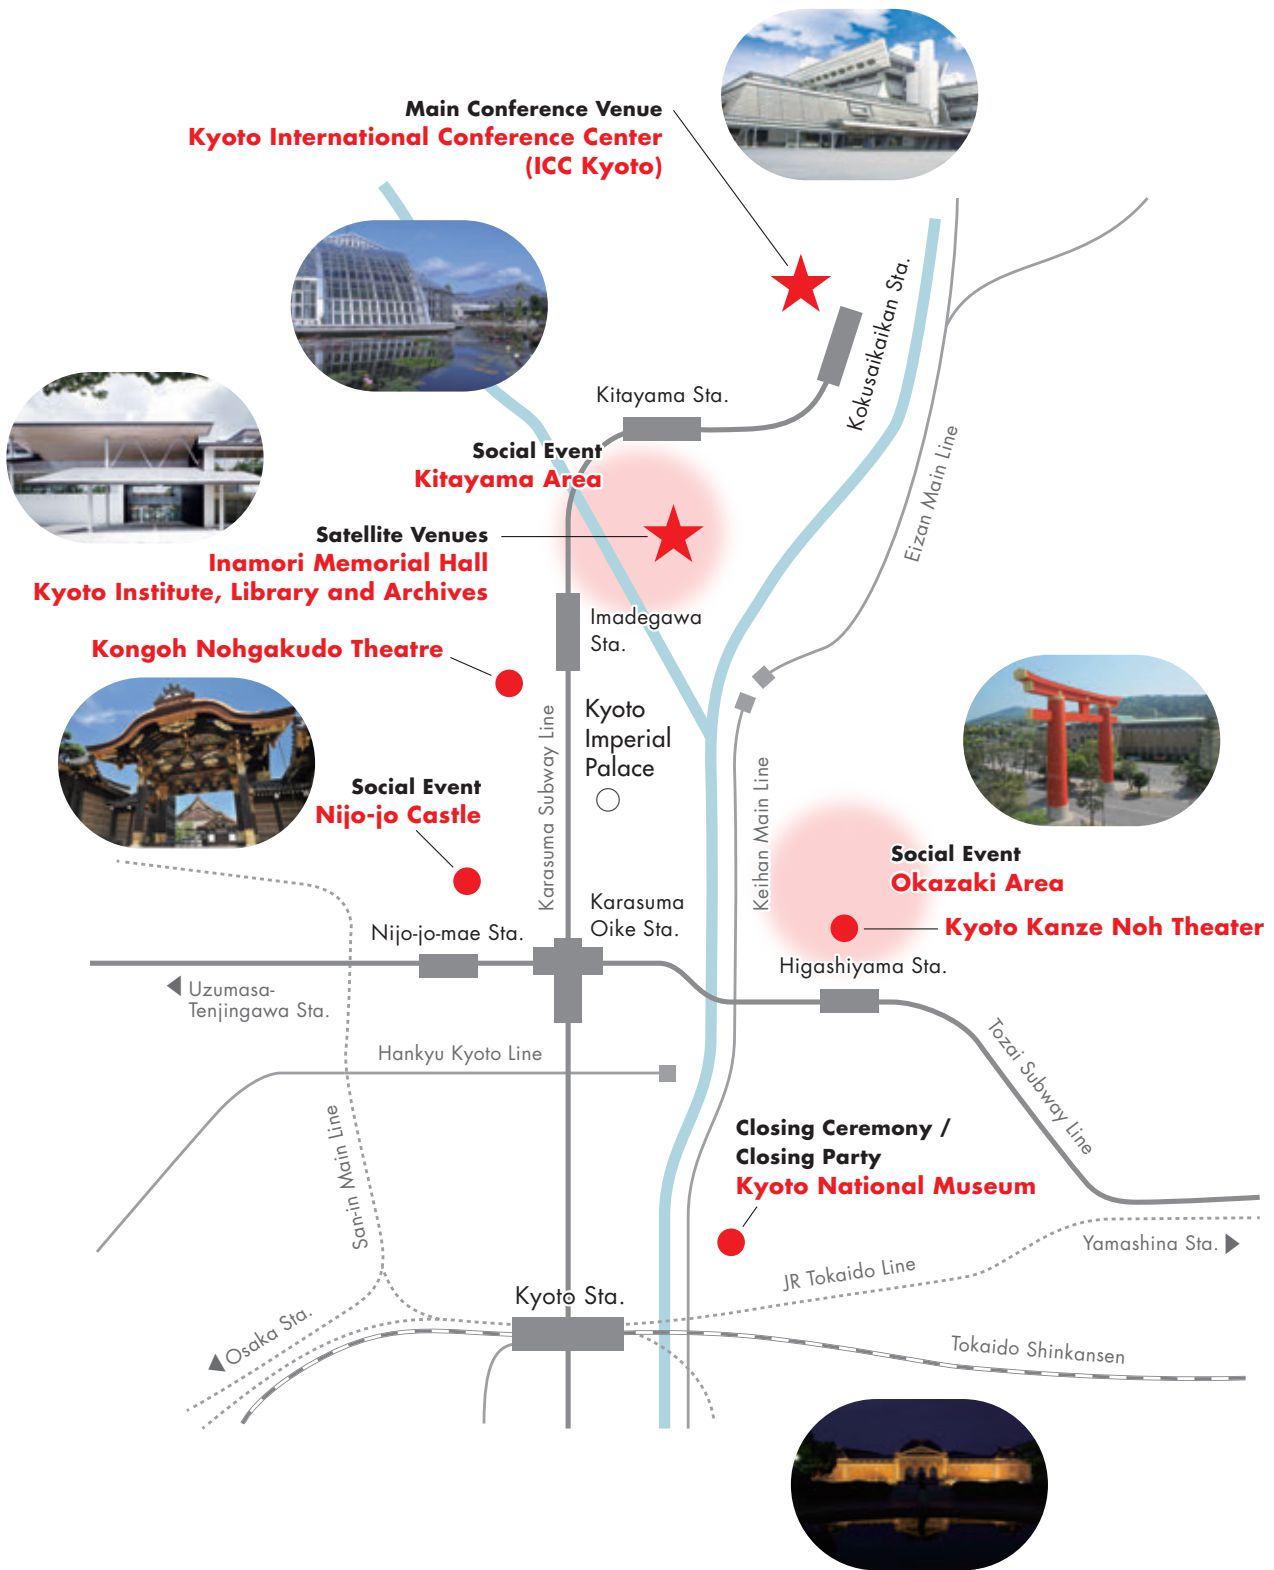 Main Conference Venue
Kyoto International Conference Center
(ICC Kyoto)
Kokusaikaikan Sta.
Kitayama Sta.
Social Event
Kitayama Area
Eizan Main Line
Satellite Venues
Inamori Memorial Hall
Kyoto Institute, Library and Archives
Imadegawa
Sta.
Kongoh Nohgakudo Theatre
Karasuma Subway Line
Kyoto
Imperial
Palace
Keihan Main Line
Social Event
Nijo-jo Castle
Social Event
Okazaki Area
Kyoto Kanze Noh Theater
Karasuma
Oike Sta.
Nijo-jo-mae Sta.
Higashiyama Sta.
Uzumasa-
Tenjingawa Sta.
Tozai Subway Line
Hankyu Kyoto Line
San-in Main Line
Closing Ceremony /
Closing Party
Kyoto National Museum
Yamashina Sta.
JR Tokaido Line
Kyoto Sta.
Osaka Sta.
Tokaido Shinkansen